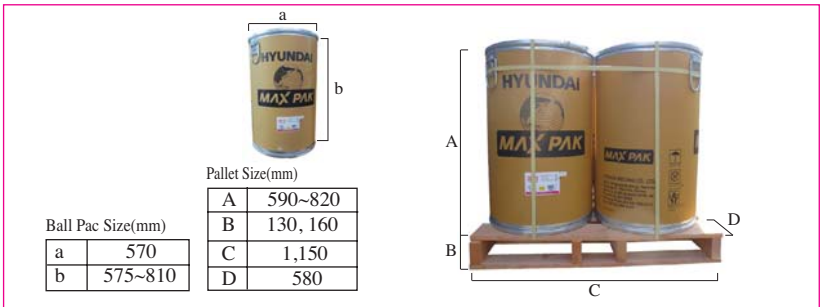 a
b
HYUNDAI
MAX PAK
Pallet Size(mm)
A 590~820
B 130, 160
C 1,150
D 580
Ball Pac Size(mm)
a 570
b 575~810
A
B
C
D
HYUNDAI
MAX PAK
MAX PAK